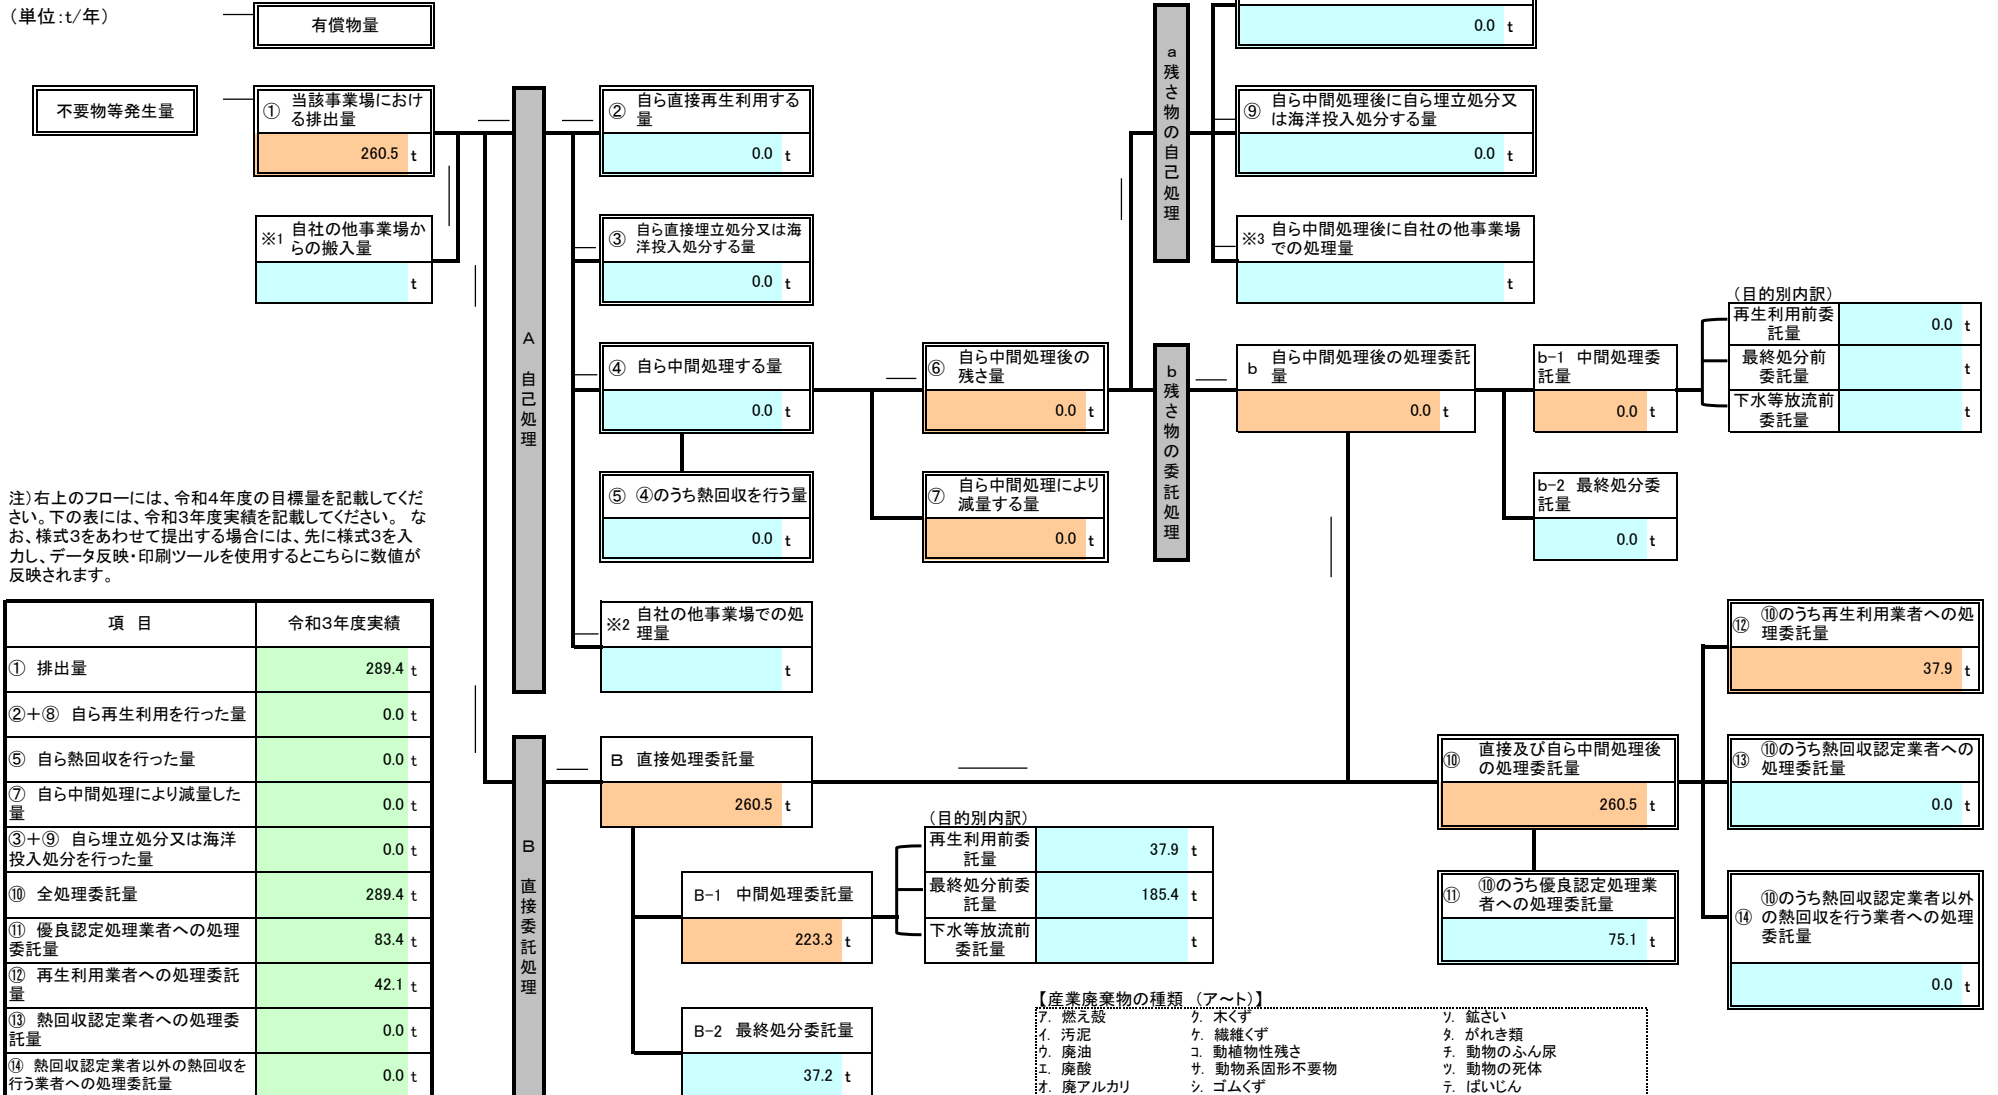 （単位：t/年）
有償物量
0.0 t
不要物等発生量
① 当該事業場におけ
る排出量
260.5 t
※1 自社の他事業場か
らの搬入量
t
A 自己処理
② 自ら直接再生利用する
量
0.0 t
③ 自ら直接埋立処分又は海
洋投入処分する量
0.0 t
④ 自ら中間処理する量
0.0 t
⑤ ④のうち熱回収を行う量
0.0 t
※2 自社の他事業場での処
理量
t
⑥ 自ら中間処理後の
残さ量
0.0 t
⑦ 自ら中間処理により
減量する量
0.0 t
a 残さ物の自己処理
⑨ 自ら中間処理後に自ら埋立処分又
は海洋投入処分する量
0.0 t
※3 自ら中間処理後に自社の他事業場
での処理量
t
b 残さ物の委託処理
b 自ら中間処理後の処理委託
量
0.0 t
b-1 中間処理委
託量
0.0 t
（目的別内訳）
再生利用前委
託量
0.0 t
最終処分前
委託量
t
下水等放流前
委託量
t
b-2 最終処分委
託量
0.0 t
注）右上のフローには、令和4年度の目標量を記載してくだ
さい。下の表には、令和3年度実績を記載してください。 な
お、様式3をあわせて提出する場合には、先に様式3を入
力し、データ反映・印刷ツールを使用するとこちらに数値が
反映されます。
項 目 令和3年度実績
① 排出量 289.4 t
②＋⑧ 自ら再生利用を行った量 0.0 t
⑤ 自ら熱回収を行った量 0.0 t
⑦ 自ら中間処理により減量した
量 0.0 t
③＋⑨ 自ら埋立処分又は海洋
投入処分を行った量 0.0 t
⑩ 全処理委託量 289.4 t
⑪ 優良認定処理業者への処理
委託量 83.4 t
⑫ 再生利用業者への処理委託
量 42.1 t
⑬ 熱回収認定業者への処理委
託量 0.0 t
⑭ 熱回収認定業者以外の熱回収を
行う業者への処理委託量 0.0 t
B 直接委託処理
B 直接処理委託量
260.5 t
B-1 中間処理委託量
223.3 t
（目的別内訳）
再生利用前委
託量
37.9 t
最終処分前委
託量
185.4 t
下水等放流前
委託量
t
B-2 最終処分委託量
37.2 t
⑩ 直接及び自ら中間処理後
の処理委託量
260.5 t
⑪ ⑩のうち優良認定処理業
者への処理委託量
75.1 t
⑫ ⑩のうち再生利用業者への処
理委託量
37.9 t
⑬ ⑩のうち熱回収認定業者への
処理委託量
0.0 t
⑭ ⑩のうち熱回収認定業者以外
の熱回収を行う業者への処理
委託量
0.0 t
【産業廃棄物の種類 （ア～ト）】
ア. 燃え殻 ク. 木くず ソ. 鉱さい
イ. 汚泥 ケ. 繊維くず タ. がれき類
ウ. 廃油 コ. 動植物性残さ チ. 動物のふん尿
エ. 廃酸 サ. 動物系固形不要物 ツ. 動物の死体
オ. 廃アルカリ シ. ゴムくず テ. ばいじん